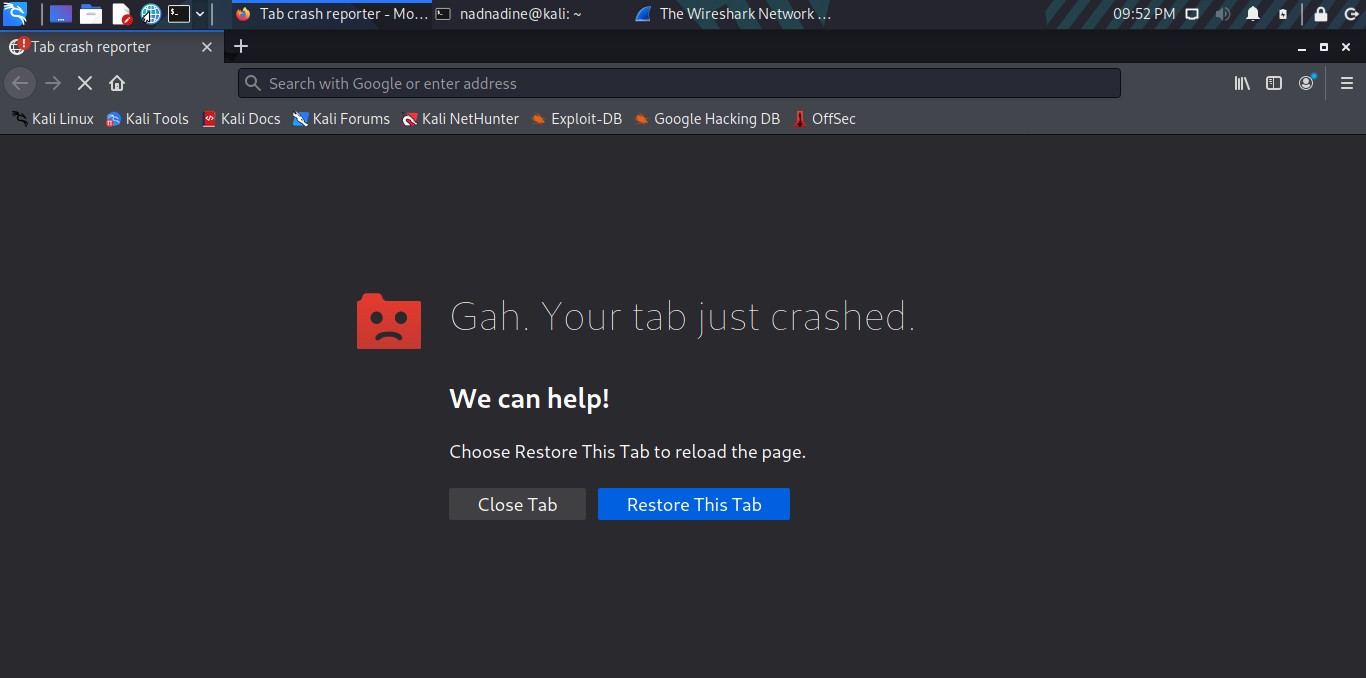 Tab crash reporter - Mo... nadnadine@kali: ~ The Wireshark Network ... 09:52 PM
Tab crash reporter
Search with Google or enter address
Kali Linux Kali Tools Kali Docs Kali Forums Kali NetHunter Exploit-DB Google Hacking DB OffSec
Gah. Your tab just crashed.
We can help!
Choose Restore This Tab to reload the page.
Close Tab Restore This Tab